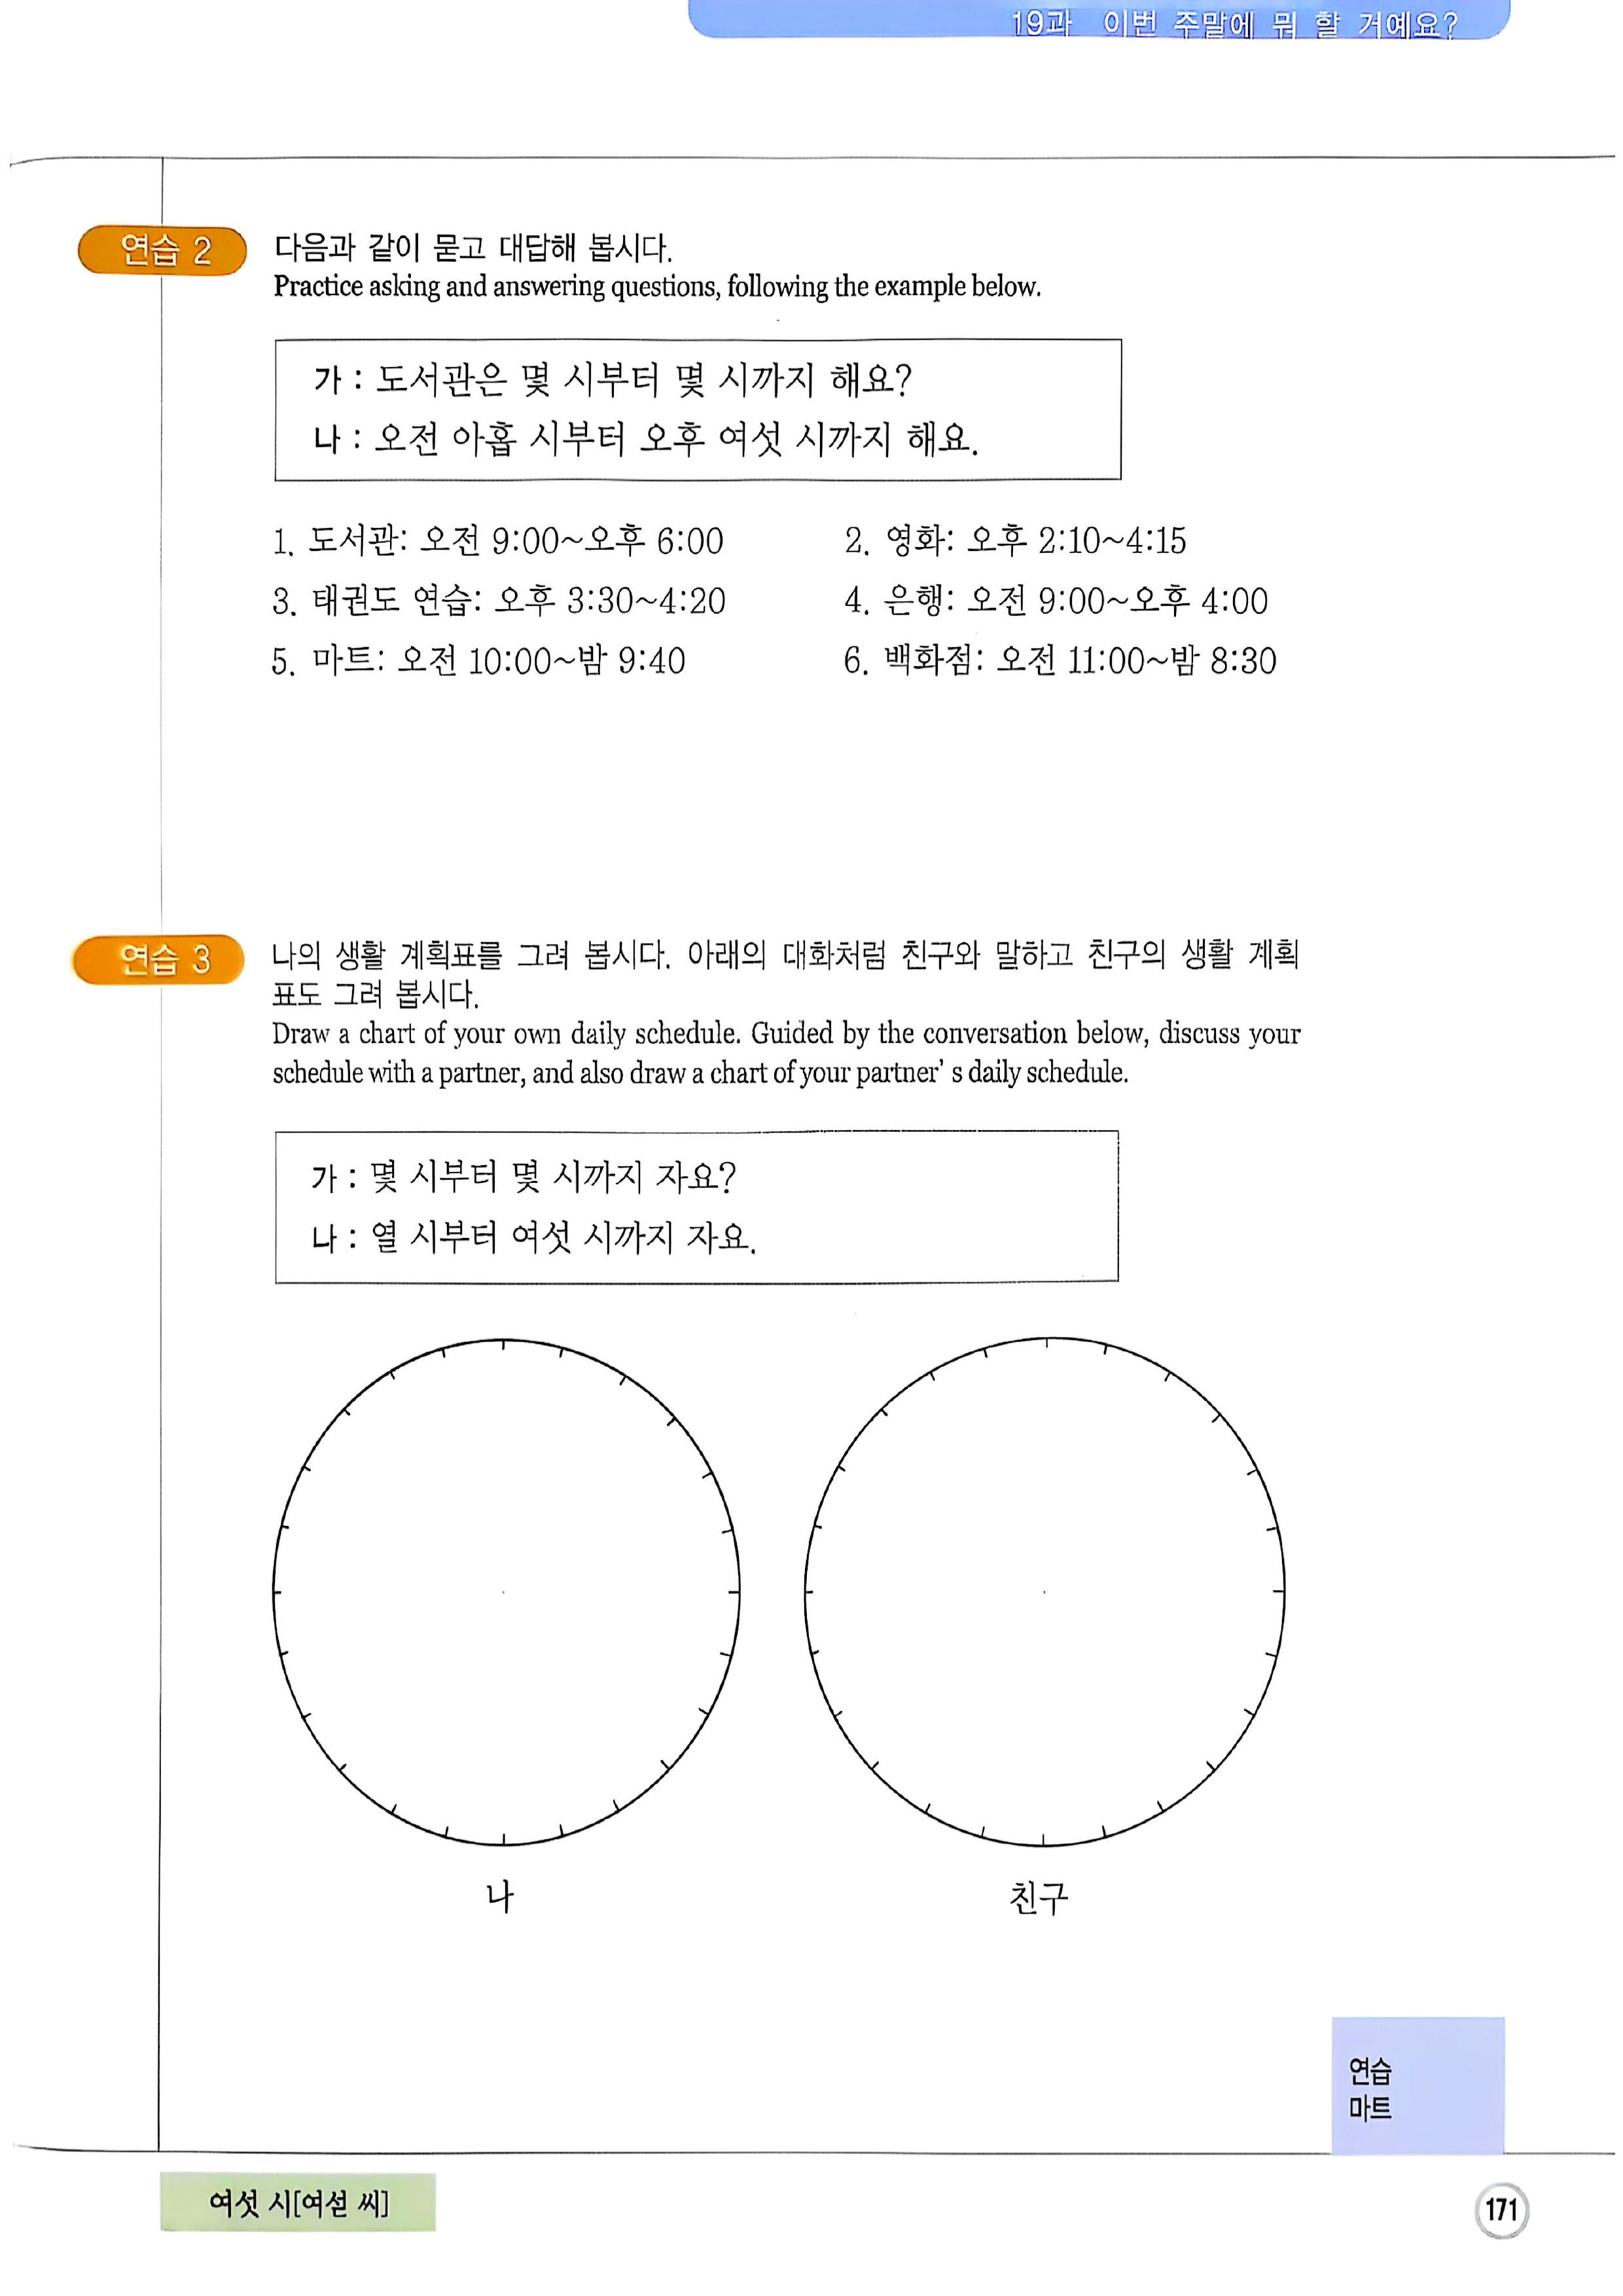 19과 이번 주말에 뭐 할 거예요?
연습 2
다음과 같이 묻고 대답해 봅시다.
Practice asking and answering questions, following the example below.
가 : 도서관은 몇 시부터 몇 시까지 해요?
나 : 오전 아홉 시부터 오후 여섯 시까지 해요.
1. 도서관: 오전 9:00~오후 6:00
2. 영화: 오후 2:10~4:15
3. 태권도 연습: 오후 3:30~4:20
4. 은행: 오전 9:00~오후 4:00
5. 마트: 오전 10:00~밤 9:40
6. 백화점: 오전 11:00~밤 8:30
연습 3
나의 생활 계획표를 그려 봅시다. 아래의 대화처럼 친구와 말하고 친구의 생활 계획
표도 그려 봅시다.
Draw a chart of your own daily schedule. Guided by the conversation below, discuss your
schedule with a partner, and also draw a chart of your partner' s daily schedule.
가 : 몇 시부터 몇 시까지 자요?
나 : 열 시부터 여섯 시까지 자요.
나
친구
연습
마트
여섯 시[여섣 씨]
171